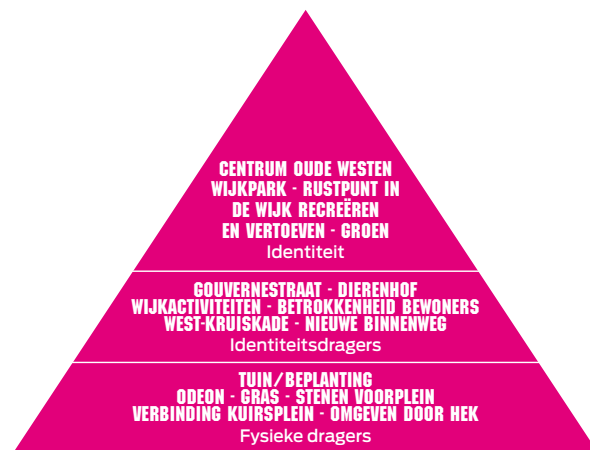 CENTRUM OUDE WESTEN
WIJKPARK - RUSTPUNT IN
DE WIJK RECREËREN
EN VERTOEVEN - GROEN
Identiteit
GOUVERNESTRAAT - DIERENHOF
WIJKACTIVITEITEN - BETROKKENHEID BEWONERS
WEST-KRUISKADE - NIEUWE BINNENWEG
Identiteitsdragers
TUIN/BEPLANTING
ODEON - GRAS - STENEN VOORPLEIN
VERBINDING KUIRSPLEIN - OMGEVEN DOOR HEK
Fysieke dragers